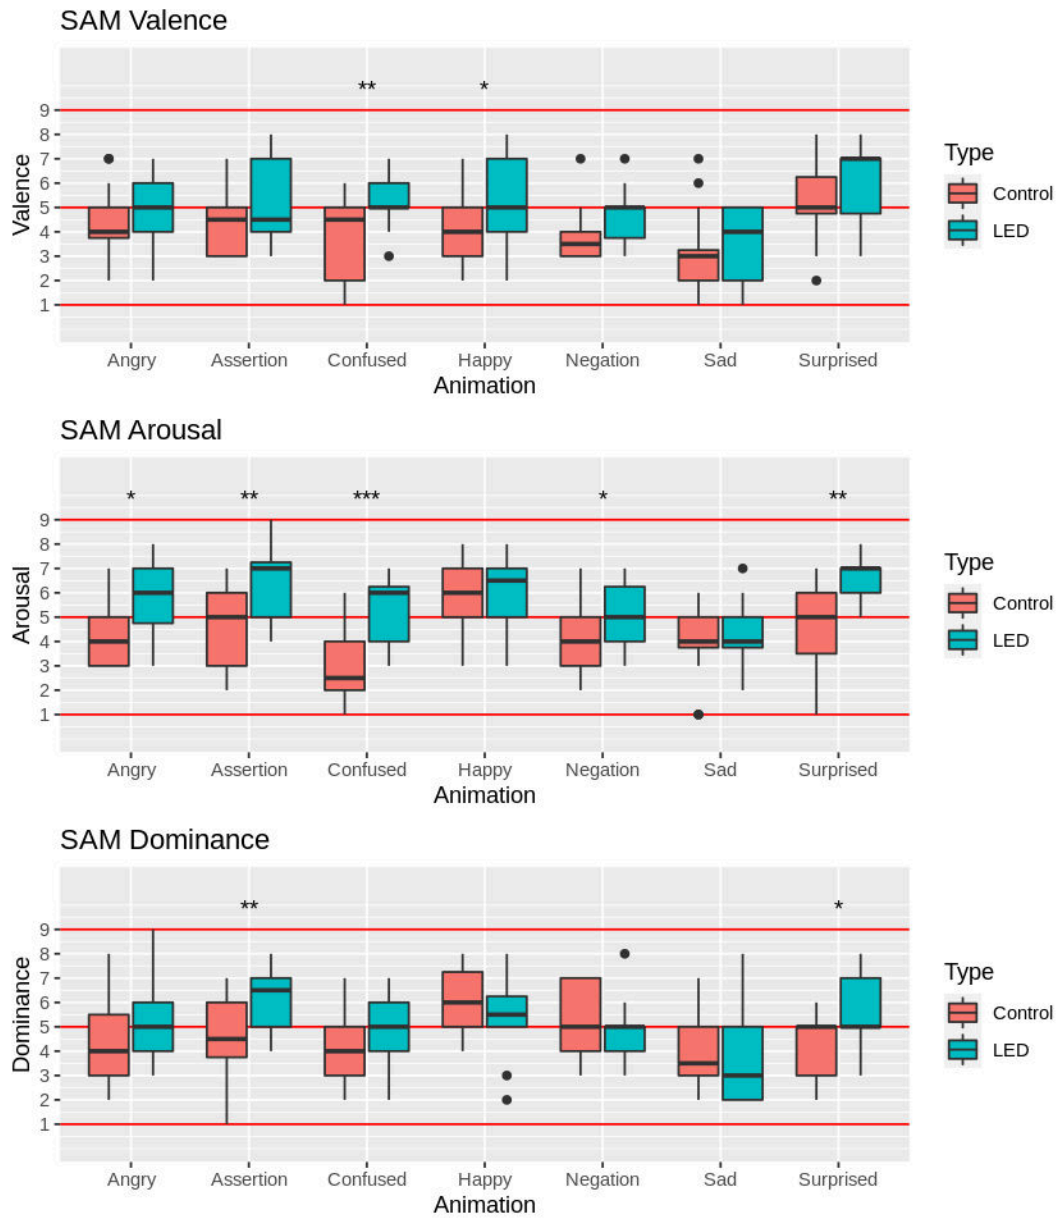 SAM Valence
** *
9
8
7
6
5
4
3
2
1
Valence
Angry Assertion Confused Happy Negation Sad Surprised
Animation
Type
Control
LED
SAM Arousal
* ** *** * **
9
8
7
6
5
4
3
2
1
Arousal
Angry Assertion Confused Happy Negation Sad Surprised
Animation
Type
Control
LED
SAM Dominance
** *
9
8
7
6
5
4
3
2
1
Dominance
Angry Assertion Confused Happy Negation Sad Surprised
Animation
Type
Control
LED